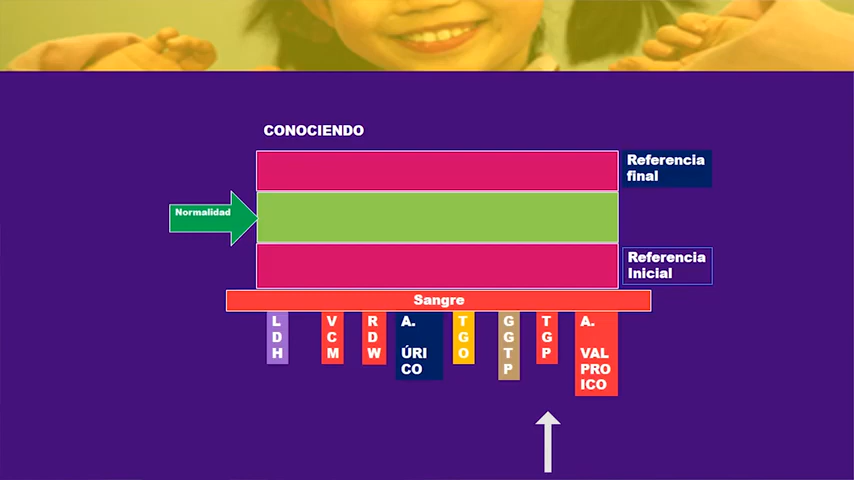 CONOCIENDO
Referencia
final
Normalidad
Referencia
Inicial
Sangre
L
D
H
V
C
M
R
D
W
A.
ÚRI
CO
T
G
O
G
G
T
P
T
G
P
A.
VAL
PRO
ICO